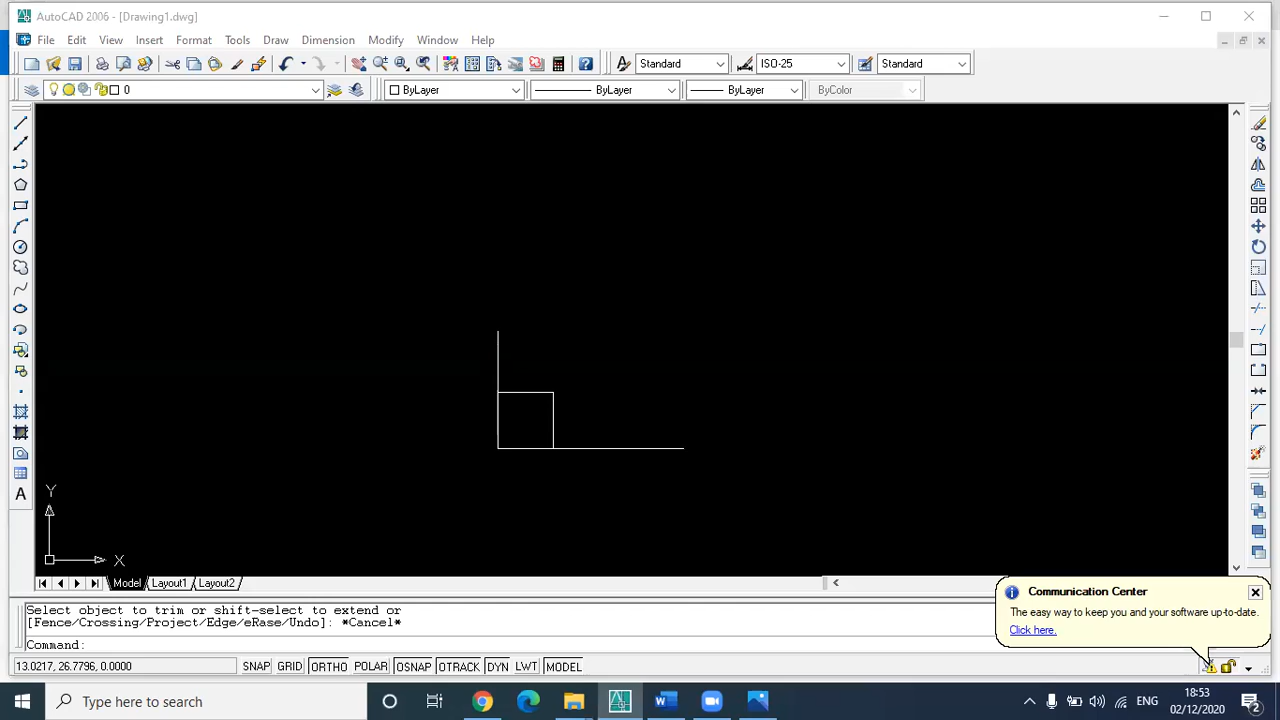 AutoCAD 2006 - [Drawing1.dwg]
File Edit View Insert Format Tools Draw Dimension Modify Window Help
Standard ISO-25 Standard
0 ByLayer ByLayer ByLayer ByColor
Y
X
Model Layout1 Layout2
Select object to trim or shift-select to extend or
[Fence/Crossing/Project/Edge/eRase/Undo]: *Cancel*
Command:
Communication Center
The easy way to keep you and your software up-to-date.
Click here.
13.0217, 26.7796, 0.0000 SNAP GRID ORTHO POLAR OSNAP OTRACK DYN LWT MODEL
Type here to search
ENG
18:53
02/12/2020
2